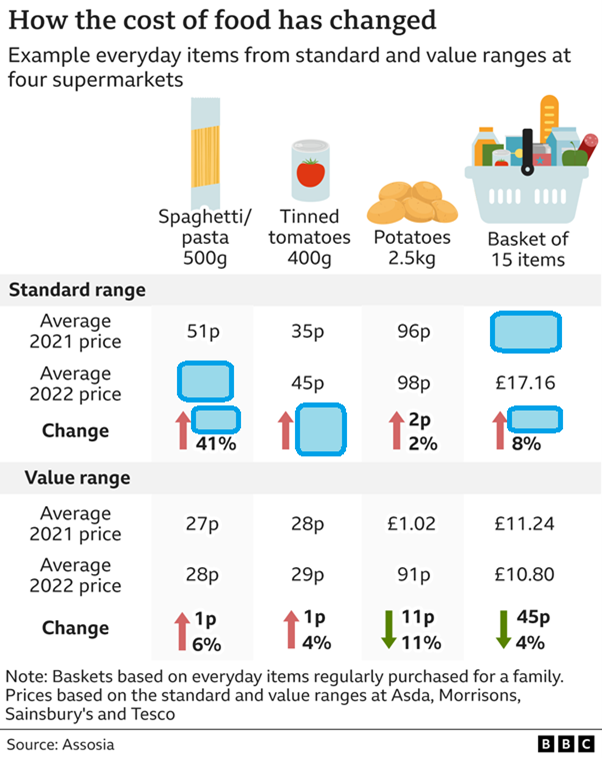 How the cost of food has changed
Example everyday items from standard and value ranges at
four supermarkets
Spaghetti/
pasta
500g
Tinned
tomatoes
400g
Potatoes
2.5kg
Basket of
15 items
Standard range
Average
2021 price
51p
35p
96p
Average
2022 price
45p
98p
£17.16
Change
41%
2p
2%
8%
Value range
Average
2021 price
27p
28p
£1.02
£11.24
Average
2022 price
28p
29p
91p
£10.80
Change
1p
6%
1p
4%
11p
11%
45p
4%
Note: Baskets based on everyday items regularly purchased for a family.
Prices based on the standard and value ranges at Asda, Morrisons,
Sainsbury's and Tesco
Source: Assosia
BBC